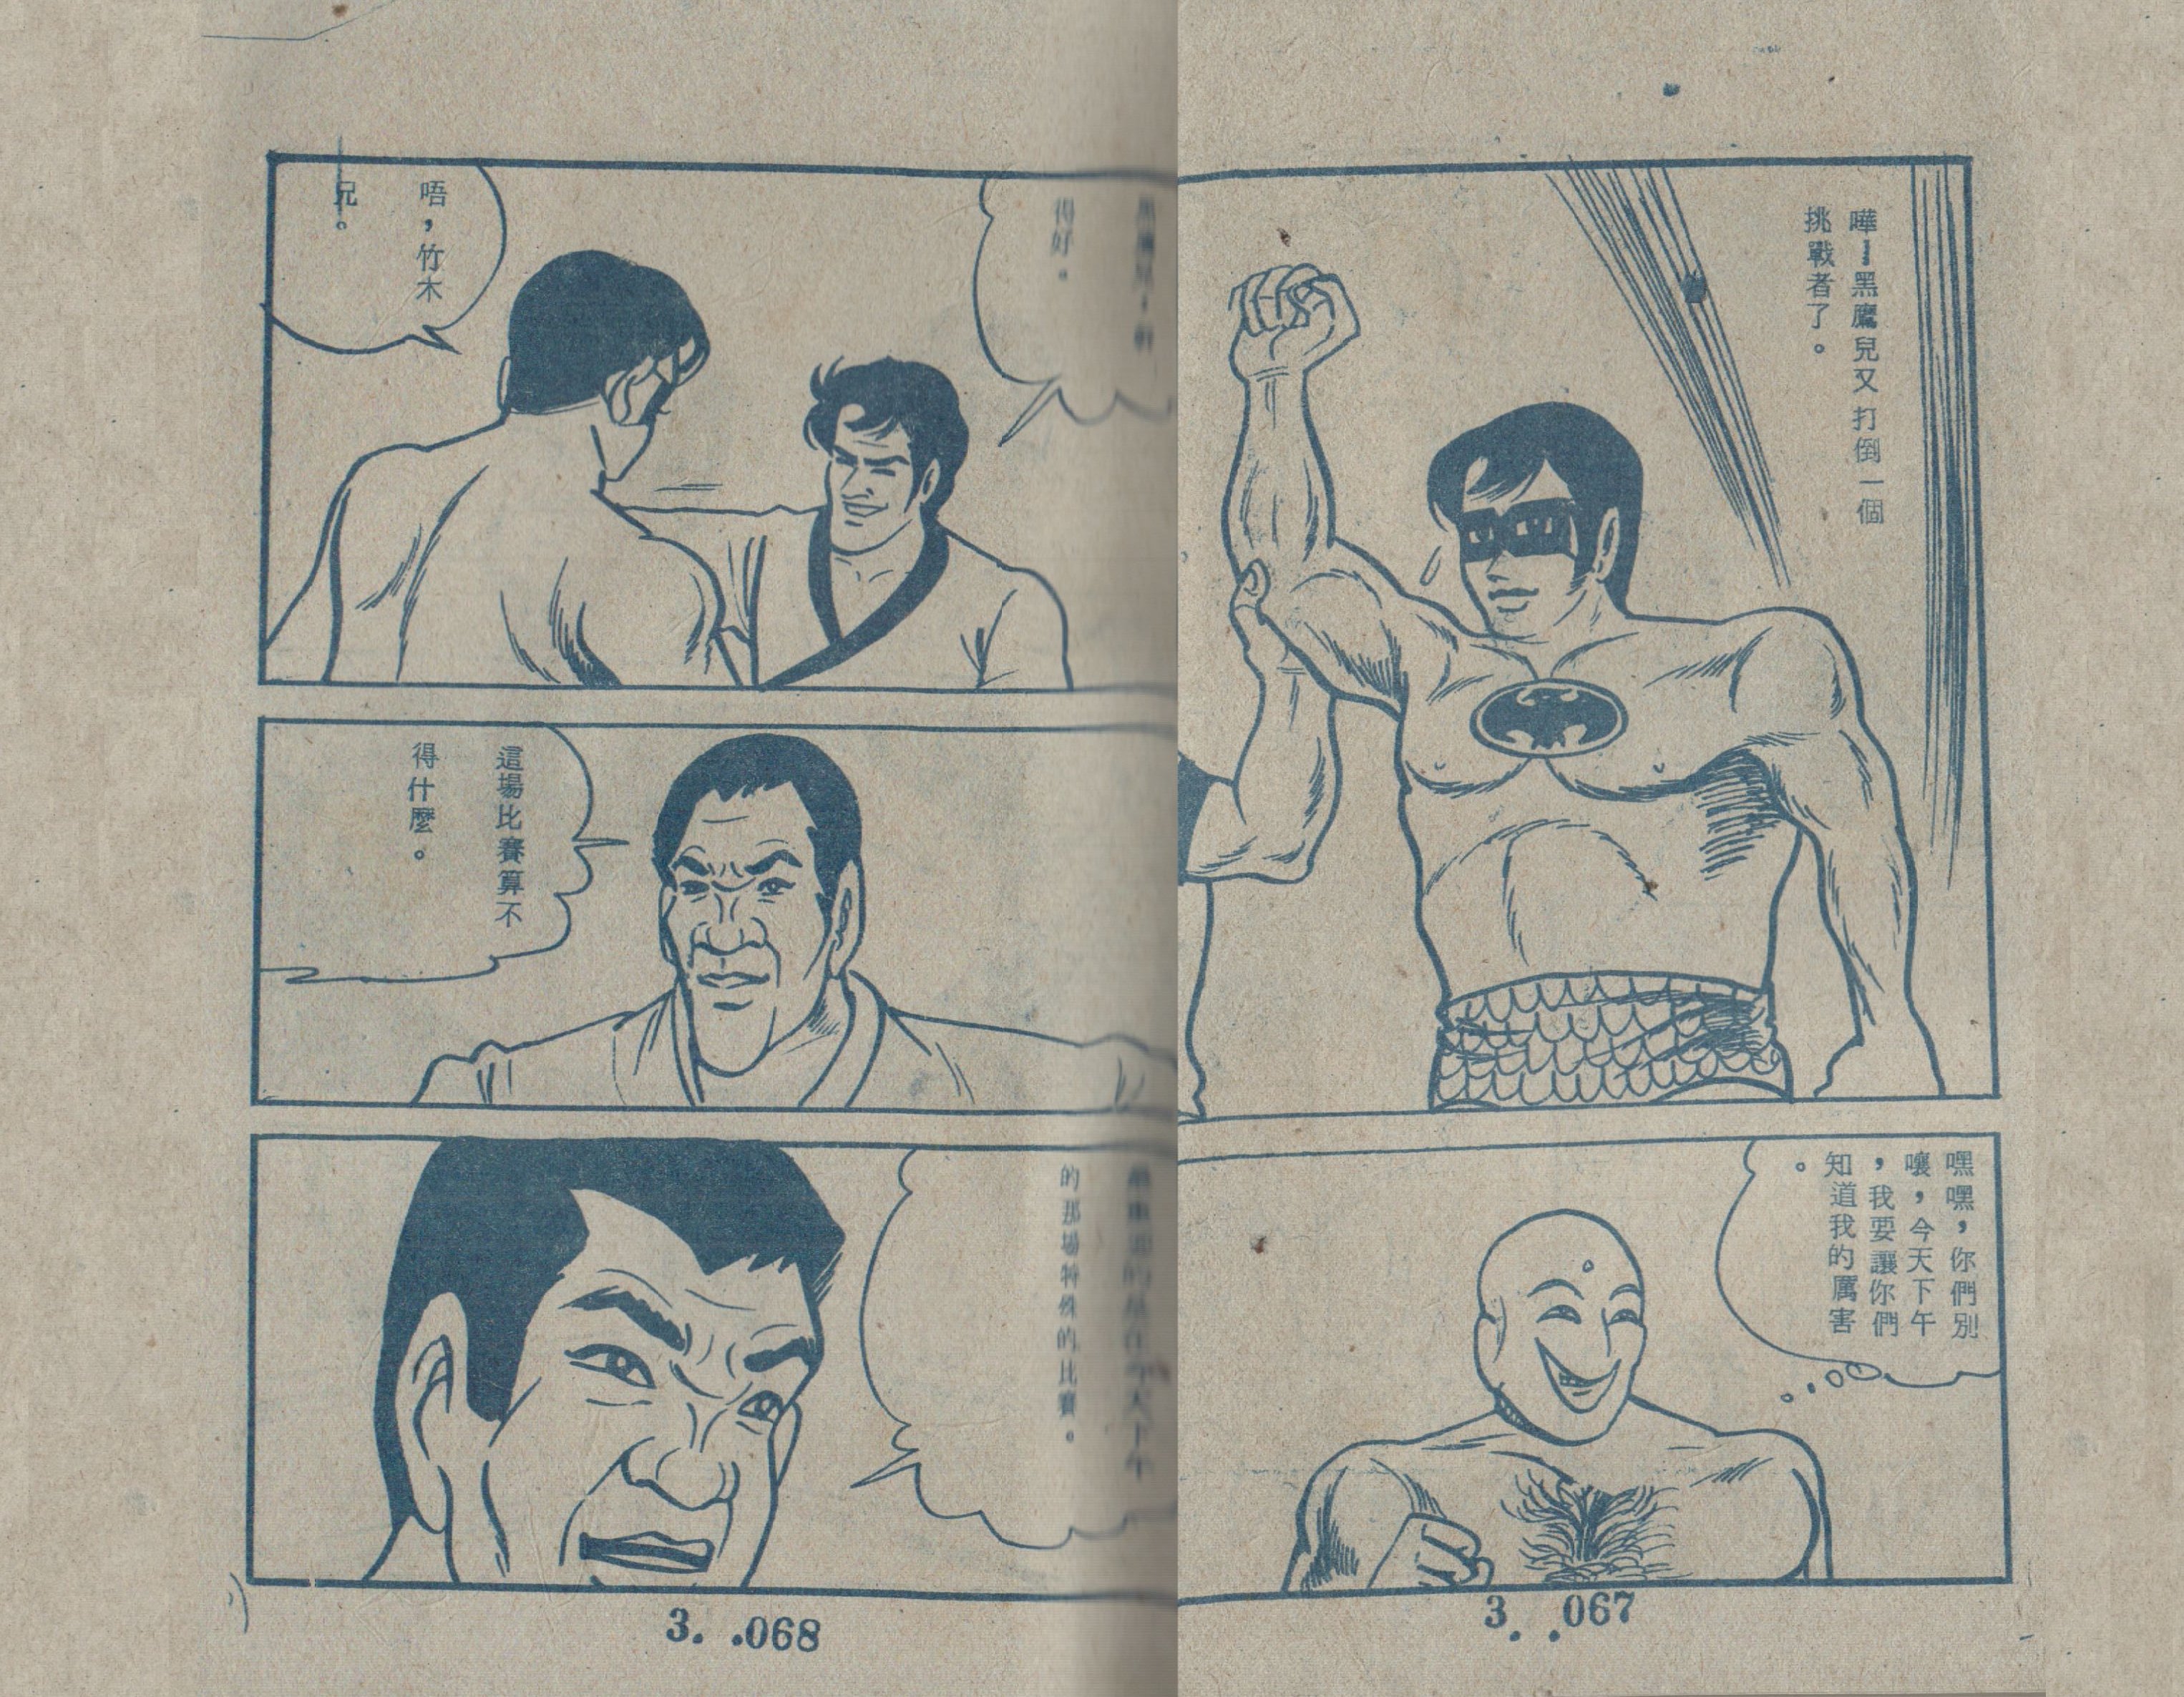 嘩！黑鷹兒又打倒一個
挑戰者了。
嘿嘿，你們別
嚷，今天下午
，我要讓你們
知道我的厲害
。
3..067
得好。
唔，竹木
兄。
這場比賽算不
得什麼。
的那場特殊的比賽。
3..068